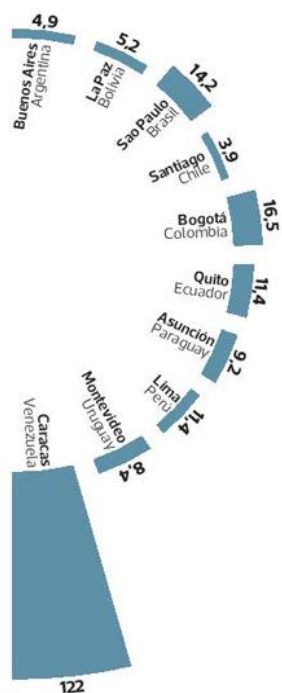 4,9
Buenos Aires
Argentina
5,2
La Paz
Bolivia
14,2
Sao Paulo
Brasil
3,9
Santiago
Chile
16,5
Bogotá
Colombia
11,4
Quito
Ecuador
9,2
Asunción
Paraguay
11,4
Lima
Perú
8,4
Montevideo
Uruguay
Caracas
Venezuela
122